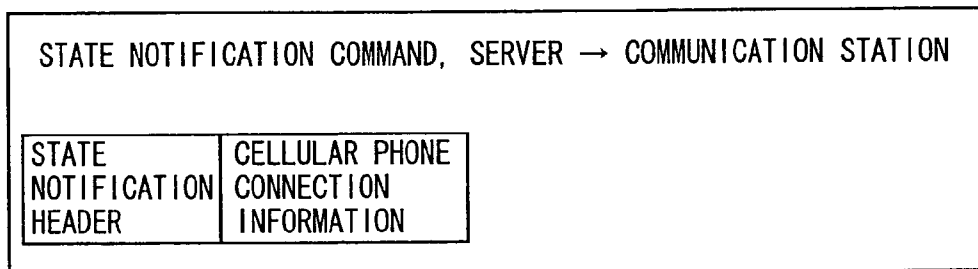 STATE NOTIFICATION COMMAND, SERVER → COMMUNICATION STATION
STATE
NOTIFICATION
HEADER
CELLULAR PHONE
CONNECTION
INFORMATION